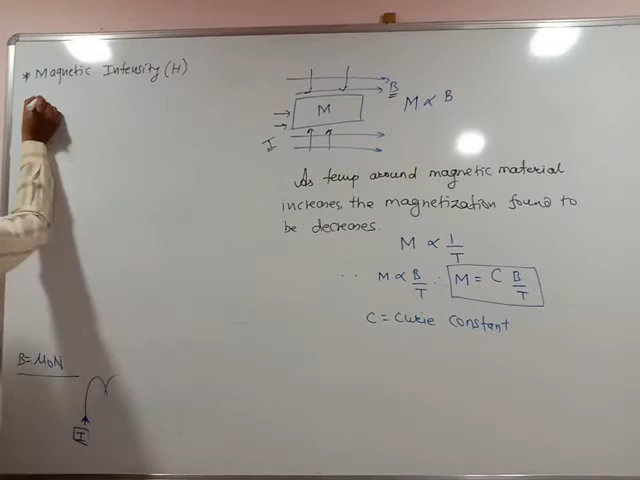 * Magnetic Intensity (H)
B
M
M ∝ B
I
As temp around magnetic material
increases, the magnetization found to
be decreases.
M ∝ 1/T
∴ M ∝ B/T ∴ M = C B/T
C = Curie Constant
B = μ0N
I